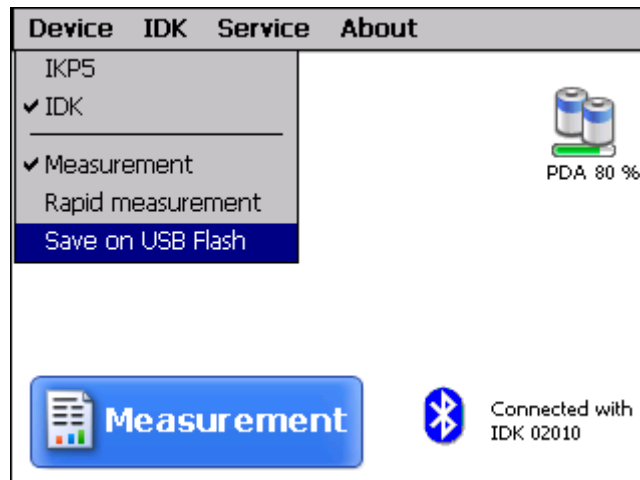 Device IDK Service About
IKP5
IDK
Measurement
Rapid measurement
Save on USB Flash
PDA 80 %
Measurement
Connected with
IDK 02010